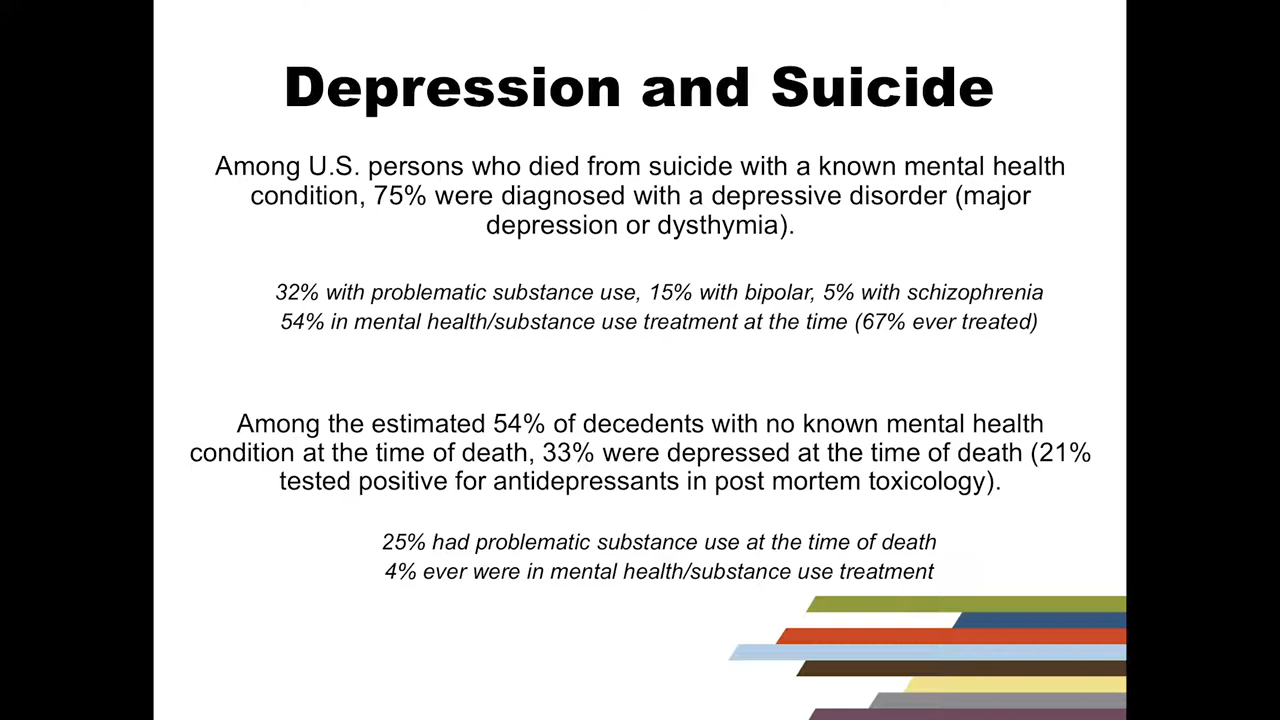 Depression and Suicide
Among U.S. persons who died from suicide with a known mental health
condition, 75% were diagnosed with a depressive disorder (major
depression or dysthymia).
32% with problematic substance use, 15% with bipolar, 5% with schizophrenia
54% in mental health/substance use treatment at the time (67% ever treated)
Among the estimated 54% of decedents with no known mental health
condition at the time of death, 33% were depressed at the time of death (21%
tested positive for antidepressants in post mortem toxicology).
25% had problematic substance use at the time of death
4% ever were in mental health/substance use treatment